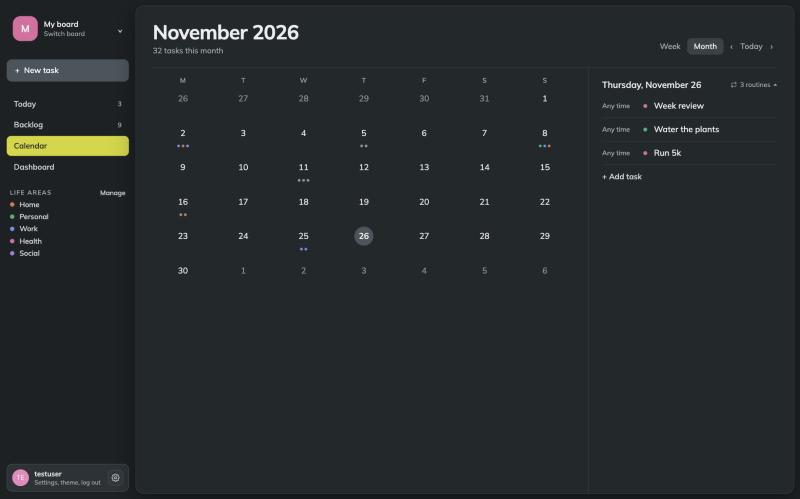 M
My board
Switch board
+ New task
Today 3
Backlog 9
Calendar
Dashboard
LIFE AREAS Manage
Home
Personal
Work
Health
Social
TE
testuser
Settings, theme, log out
November 2026
32 tasks this month
Week Month ‹ Today ›
M T W T F S S
26 27 28 29 30 31 1
2 3 4 5 6 7 8
9 10 11 12 13 14 15
16 17 18 19 20 21 22
23 24 25 26 27 28 29
30 1 2 3 4 5 6
Thursday, November 26 3 routines
Any time Week review
Any time Water the plants
Any time Run 5k
+ Add task